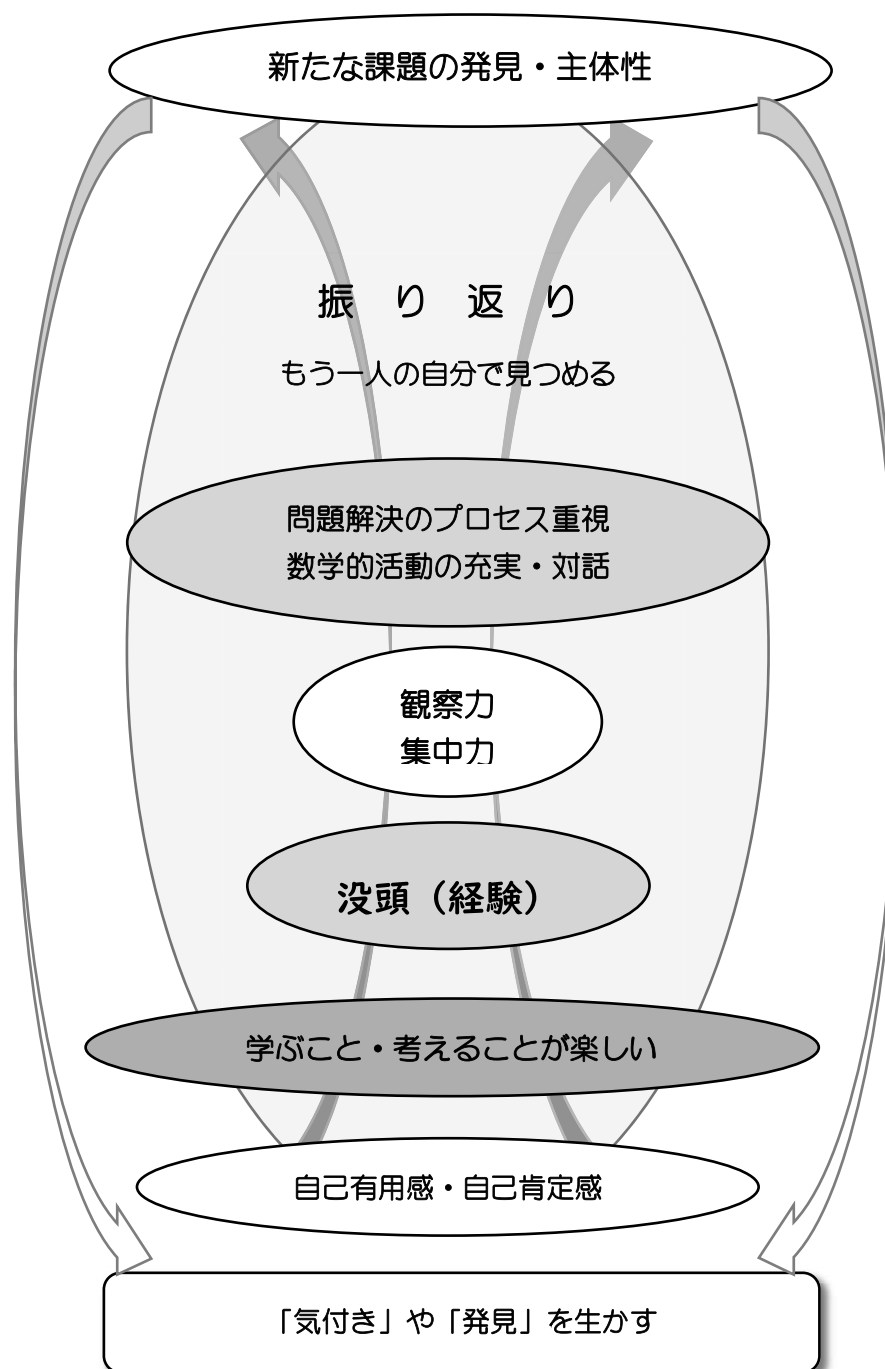 新たな課題の発見・主体性
振り返り
もう一人の自分で見つめる
問題解決のプロセス重視
数学的活動の充実・対話
観察力
集中力
没頭（経験）
学ぶこと・考えることが楽しい
自己有用感・自己肯定感
「気付き」や「発見」を生かす